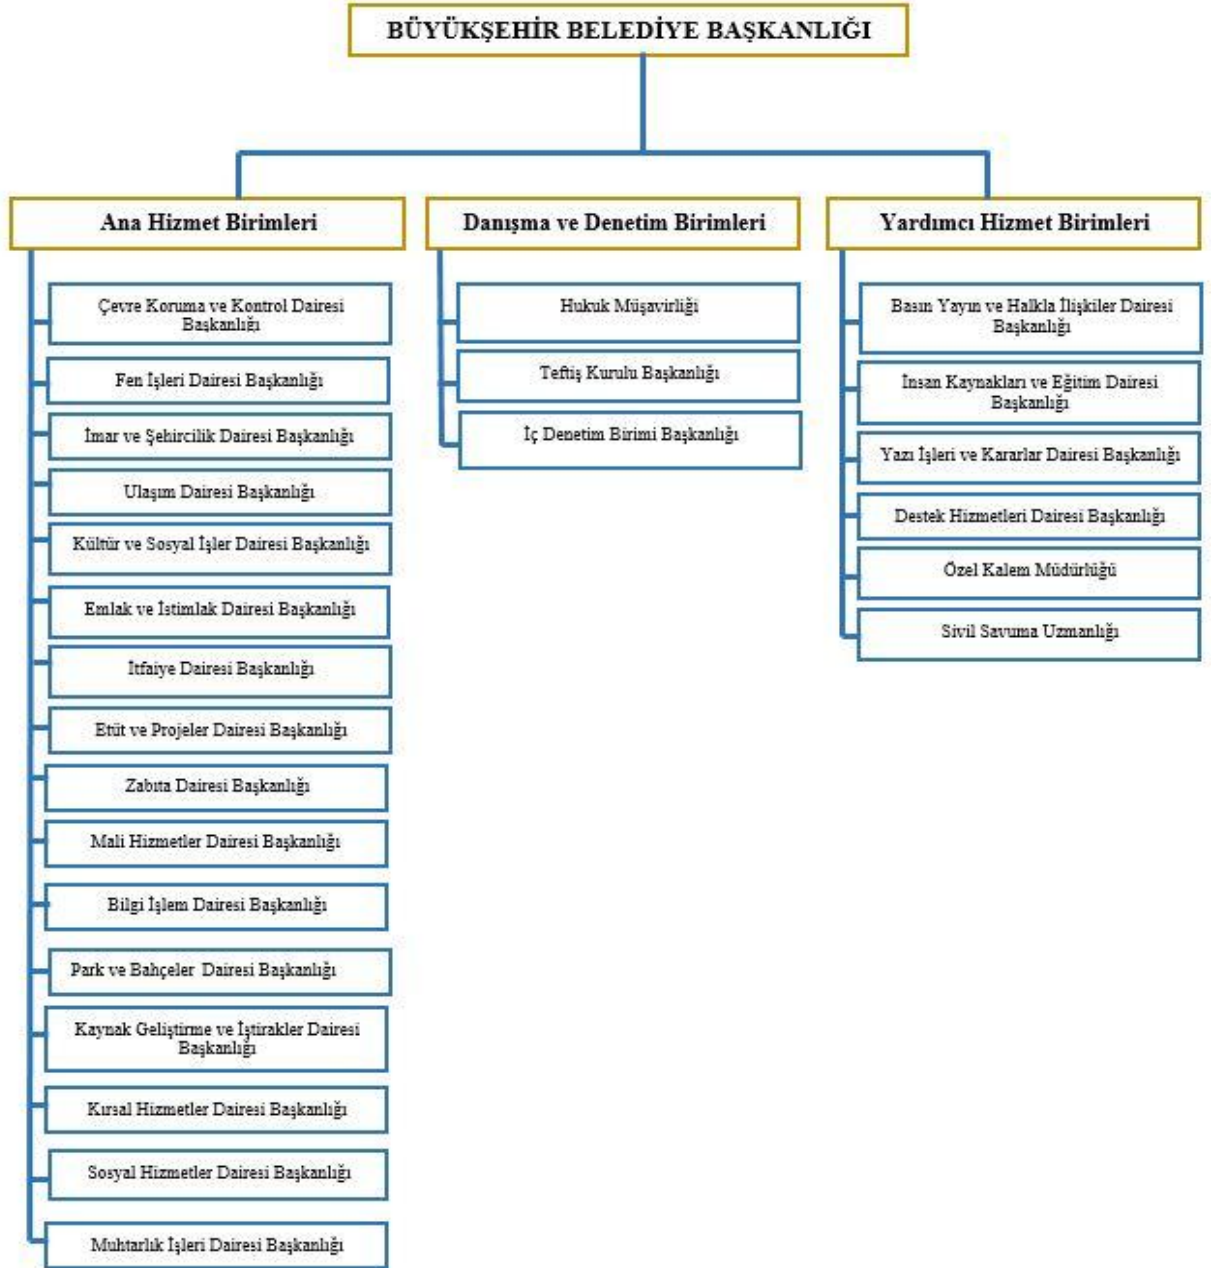 BÜYÜKŞEHİR BELEDİYE BAŞKANLIĞI
Ana Hizmet Birimleri
Çevre Koruma ve Kontrol Dairesi
Başkanlığı
Fen İşleri Dairesi Başkanlığı
İmar ve Şehircilik Dairesi Başkanlığı
Ulaşım Dairesi Başkanlığı
Kültür ve Sosyal İşler Dairesi Başkanlığı
Emlak ve İstimlak Dairesi Başkanlığı
İtfaiye Dairesi Başkanlığı
Etüt ve Projeler Dairesi Başkanlığı
Zabıta Dairesi Başkanlığı
Mali Hizmetler Dairesi Başkanlığı
Bilgi İşlem Dairesi Başkanlığı
Park ve Bahçeler Dairesi Başkanlığı
Kaynak Geliştirme ve İştirakler Dairesi
Başkanlığı
Kırsal Hizmetler Dairesi Başkanlığı
Sosyal Hizmetler Dairesi Başkanlığı
Muhtarlık İşleri Dairesi Başkanlığı
Danışma ve Denetim Birimleri
Hukuk Müşavirliği
Teftiş Kurulu Başkanlığı
İç Denetim Birimi Başkanlığı
Yardımcı Hizmet Birimleri
Basın Yayın ve Halkla İlişkiler Dairesi
Başkanlığı
İnsan Kaynakları ve Eğitim Dairesi
Başkanlığı
Yazı İşleri ve Kararlar Dairesi Başkanlığı
Destek Hizmetleri Dairesi Başkanlığı
Özel Kalem Müdürlüğü
Sivil Savuma Uzmanlığı